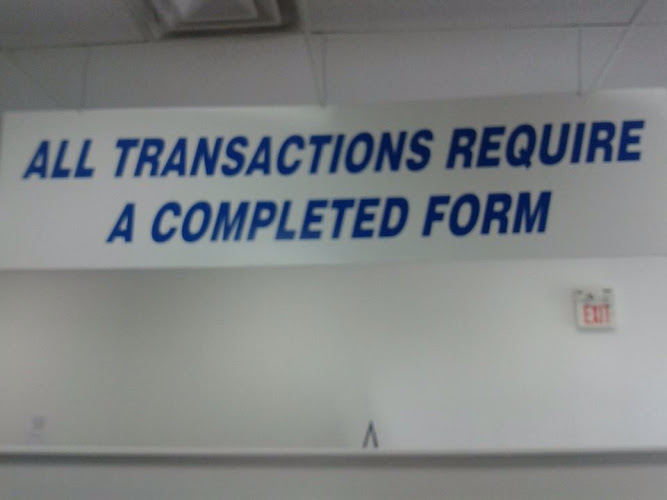 ALL TRANSACTIONS REQUIRE
A COMPLETED FORM
EXIT